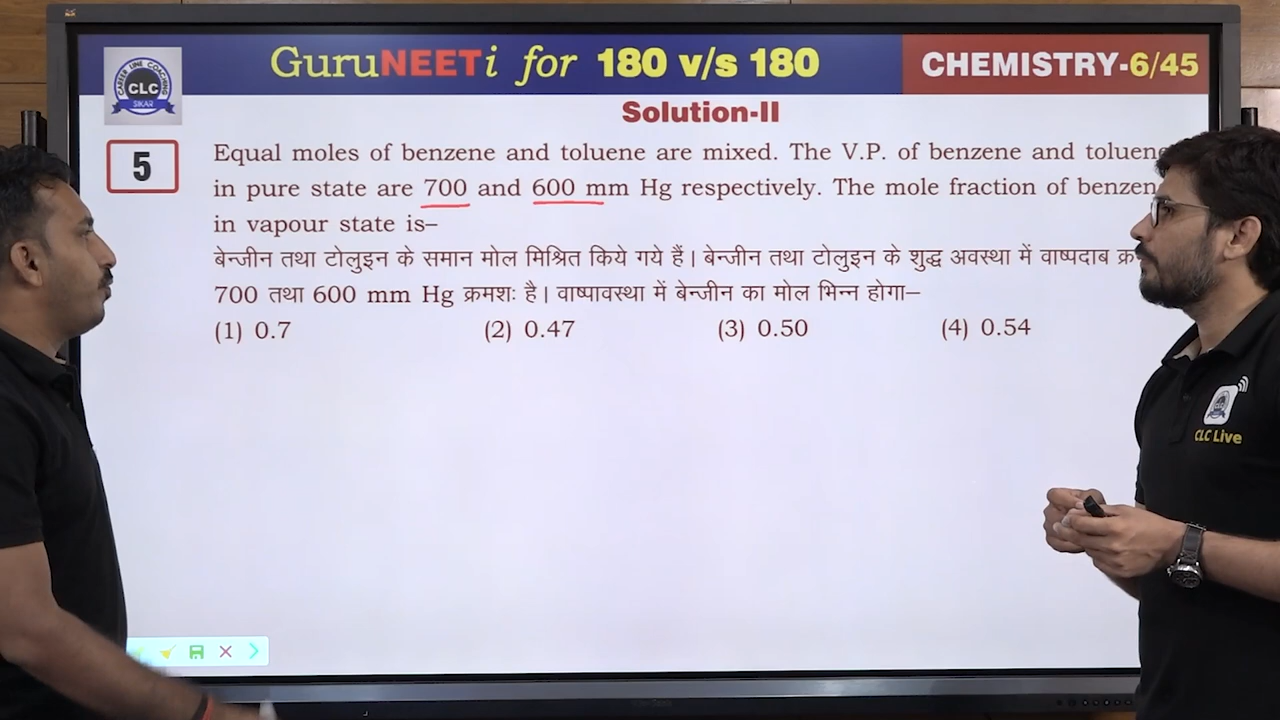 GuruNEETi for 180 v/s 180
CHEMISTRY-6/45
CAREER LINE COACHING
CLC
SIKAR
Solution-II
5
Equal moles of benzene and toluene are mixed. The V.P. of benzene and toluene
in pure state are 700 and 600 mm Hg respectively. The mole fraction of benzen
in vapour state is–
बेन्जीन तथा टोलुइन के समान मोल मिश्रित किये गये हैं। बेन्जीन तथा टोलुइन के शुद्ध अवस्था में वाष्पदाब क्र
700 तथा 600 mm Hg क्रमशः है। वाष्पावस्था में बेन्जीन का मोल भिन्न होगा–
(1) 0.7 (2) 0.47 (3) 0.50 (4) 0.54
CLC Live